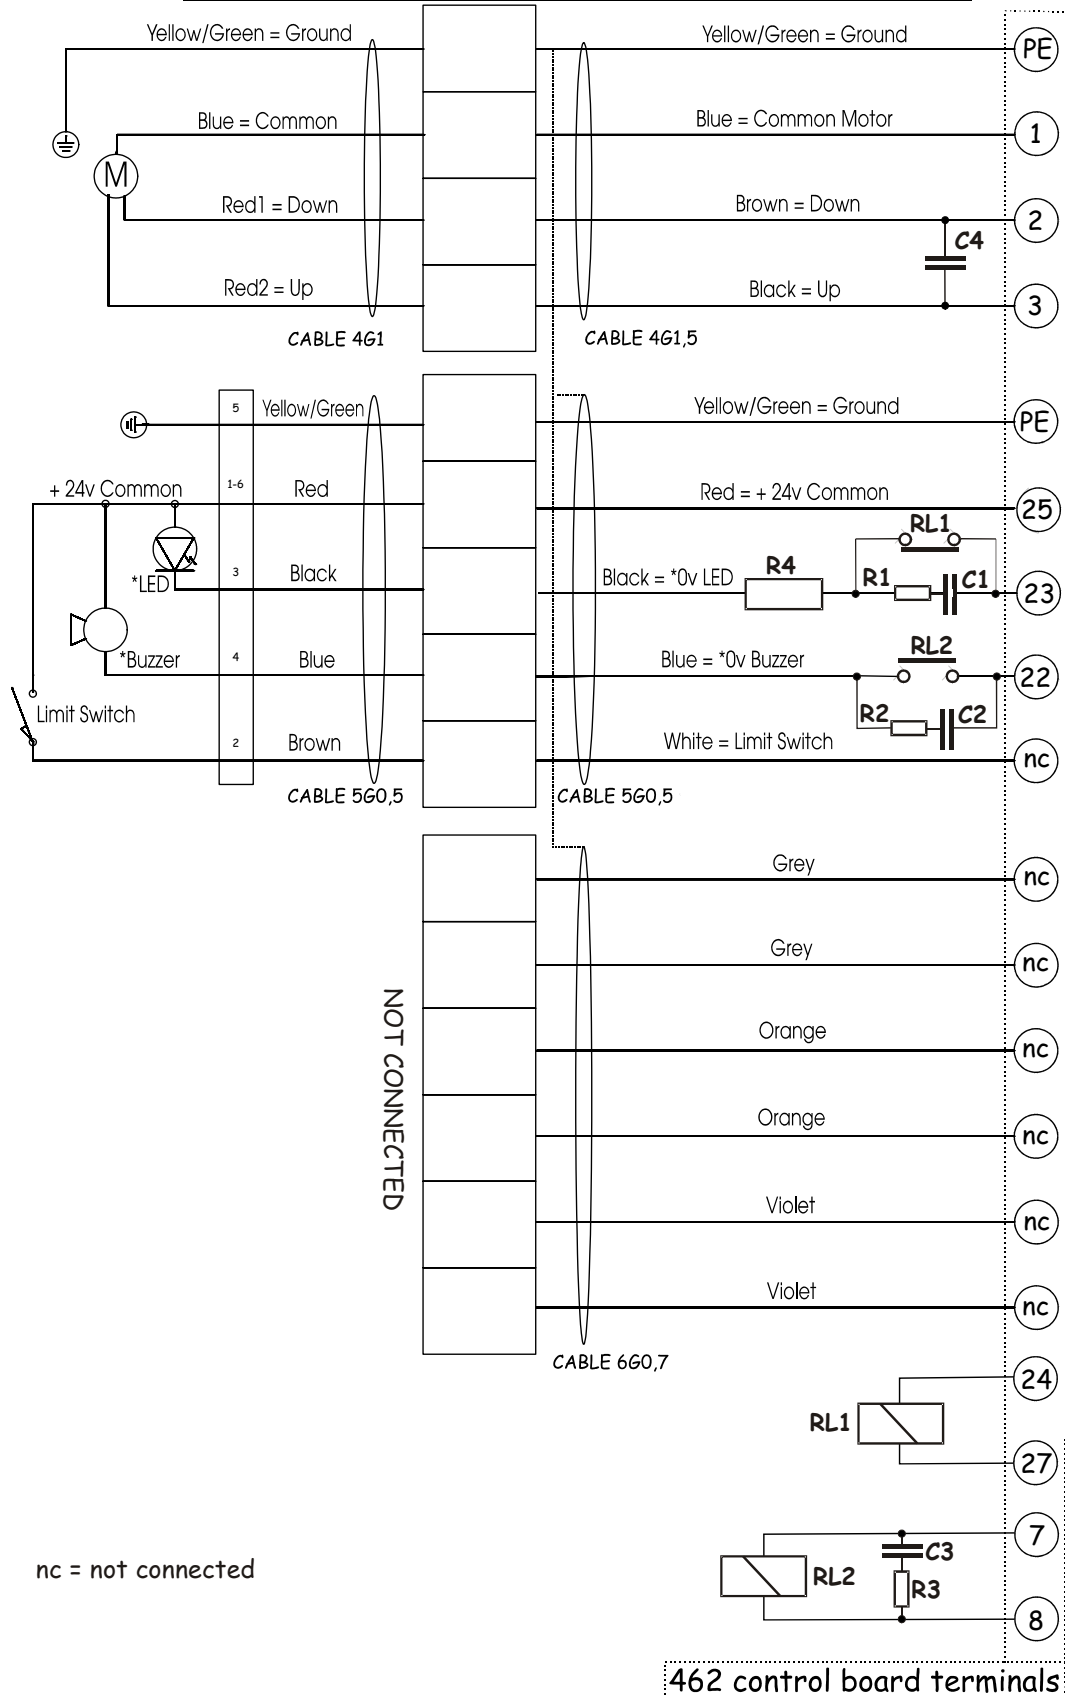 Yellow/Green = Ground
Yellow/Green = Ground
PE
Blue = Common
Blue = Common Motor
1
M
Red1 = Down
Brown = Down
2
C4
Red2 = Up
Black = Up
3
CABLE 4G1
CABLE 4G1,5
5
Yellow/Green
Yellow/Green = Ground
PE
+ 24v Common
1-6
Red
Red = + 24v Common
25
RL1
*LED
3
Black
Black = *0v LED
R4
R1
C1
23
*Buzzer
4
Blue
Blue = *0v Buzzer
RL2
22
R2
C2
Limit Switch
2
Brown
White = Limit Switch
nc
CABLE 5G0,5
CABLE 5G0,5
Grey
nc
Grey
nc
NOT CONNECTED
Orange
nc
Orange
nc
Violet
nc
Violet
nc
CABLE 6G0,7
24
RL1
27
7
C3
RL2
R3
8
nc = not connected
462 control board terminals